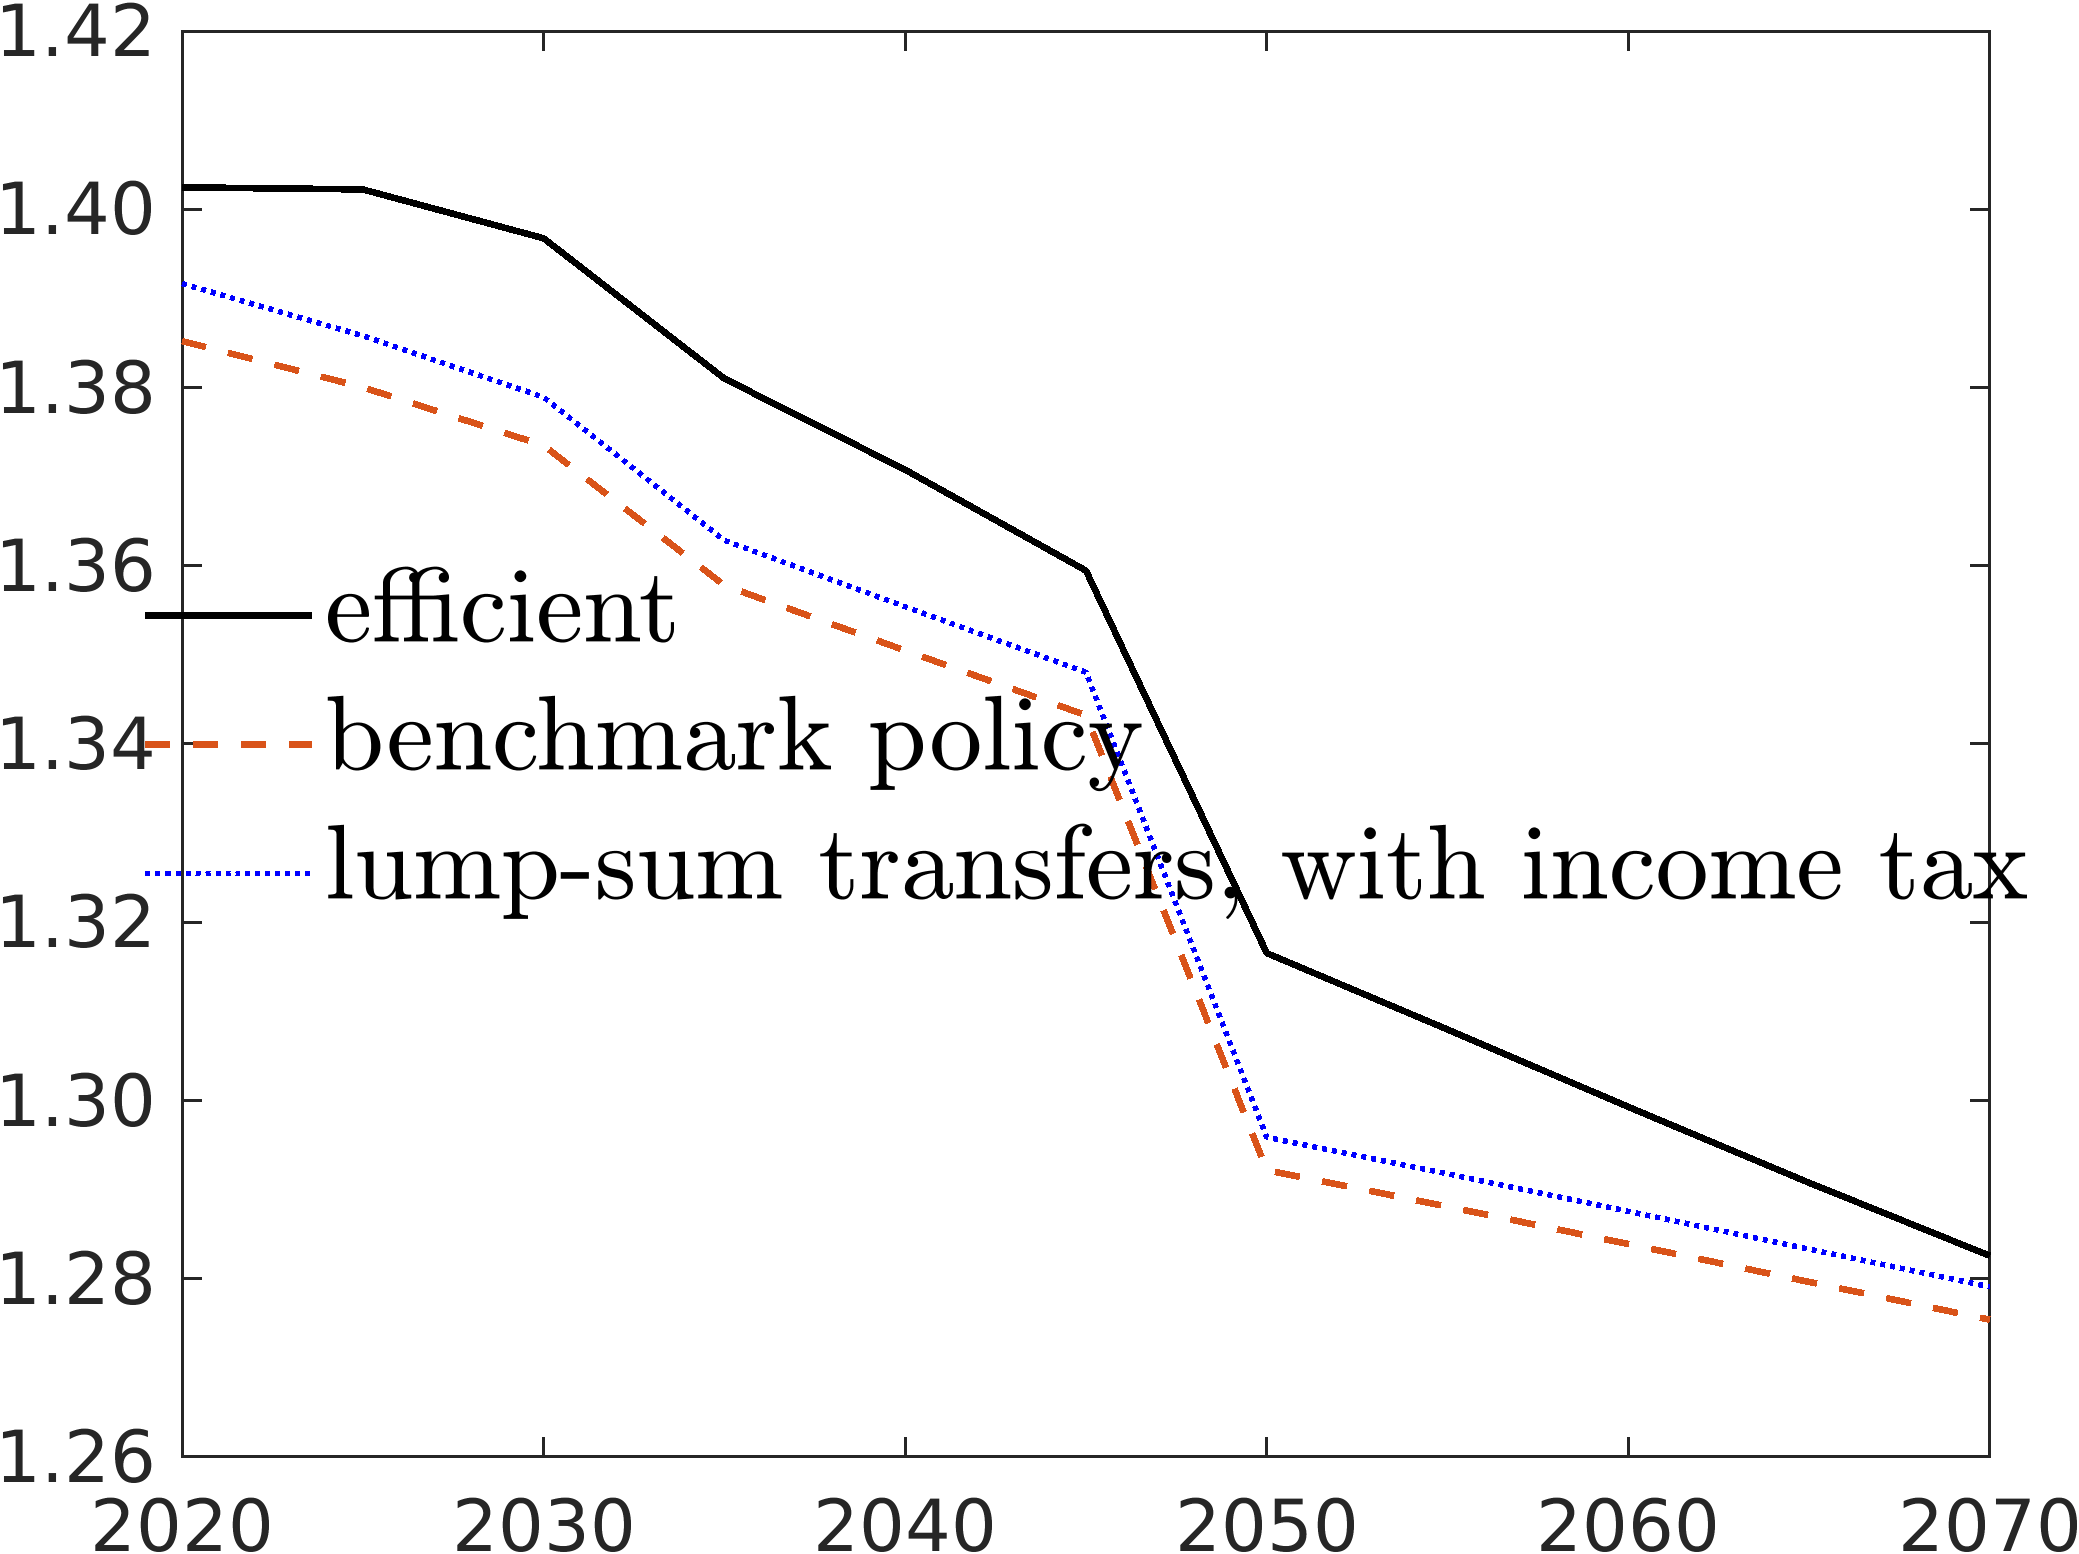 1.42
1.40
1.38
1.36
efficient
1.34
benchmark policy
lump-sum transfers, with income tax
1.32
1.30
1.28
1.26
2020 2030 2040 2050 2060 2070